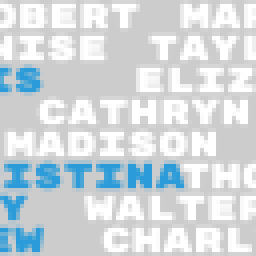 OBERT MAR
NISE TAYL
IS ELIZ
CATHRYN
MADISON
ISTINA THO
Y WALTER
EW CHARL